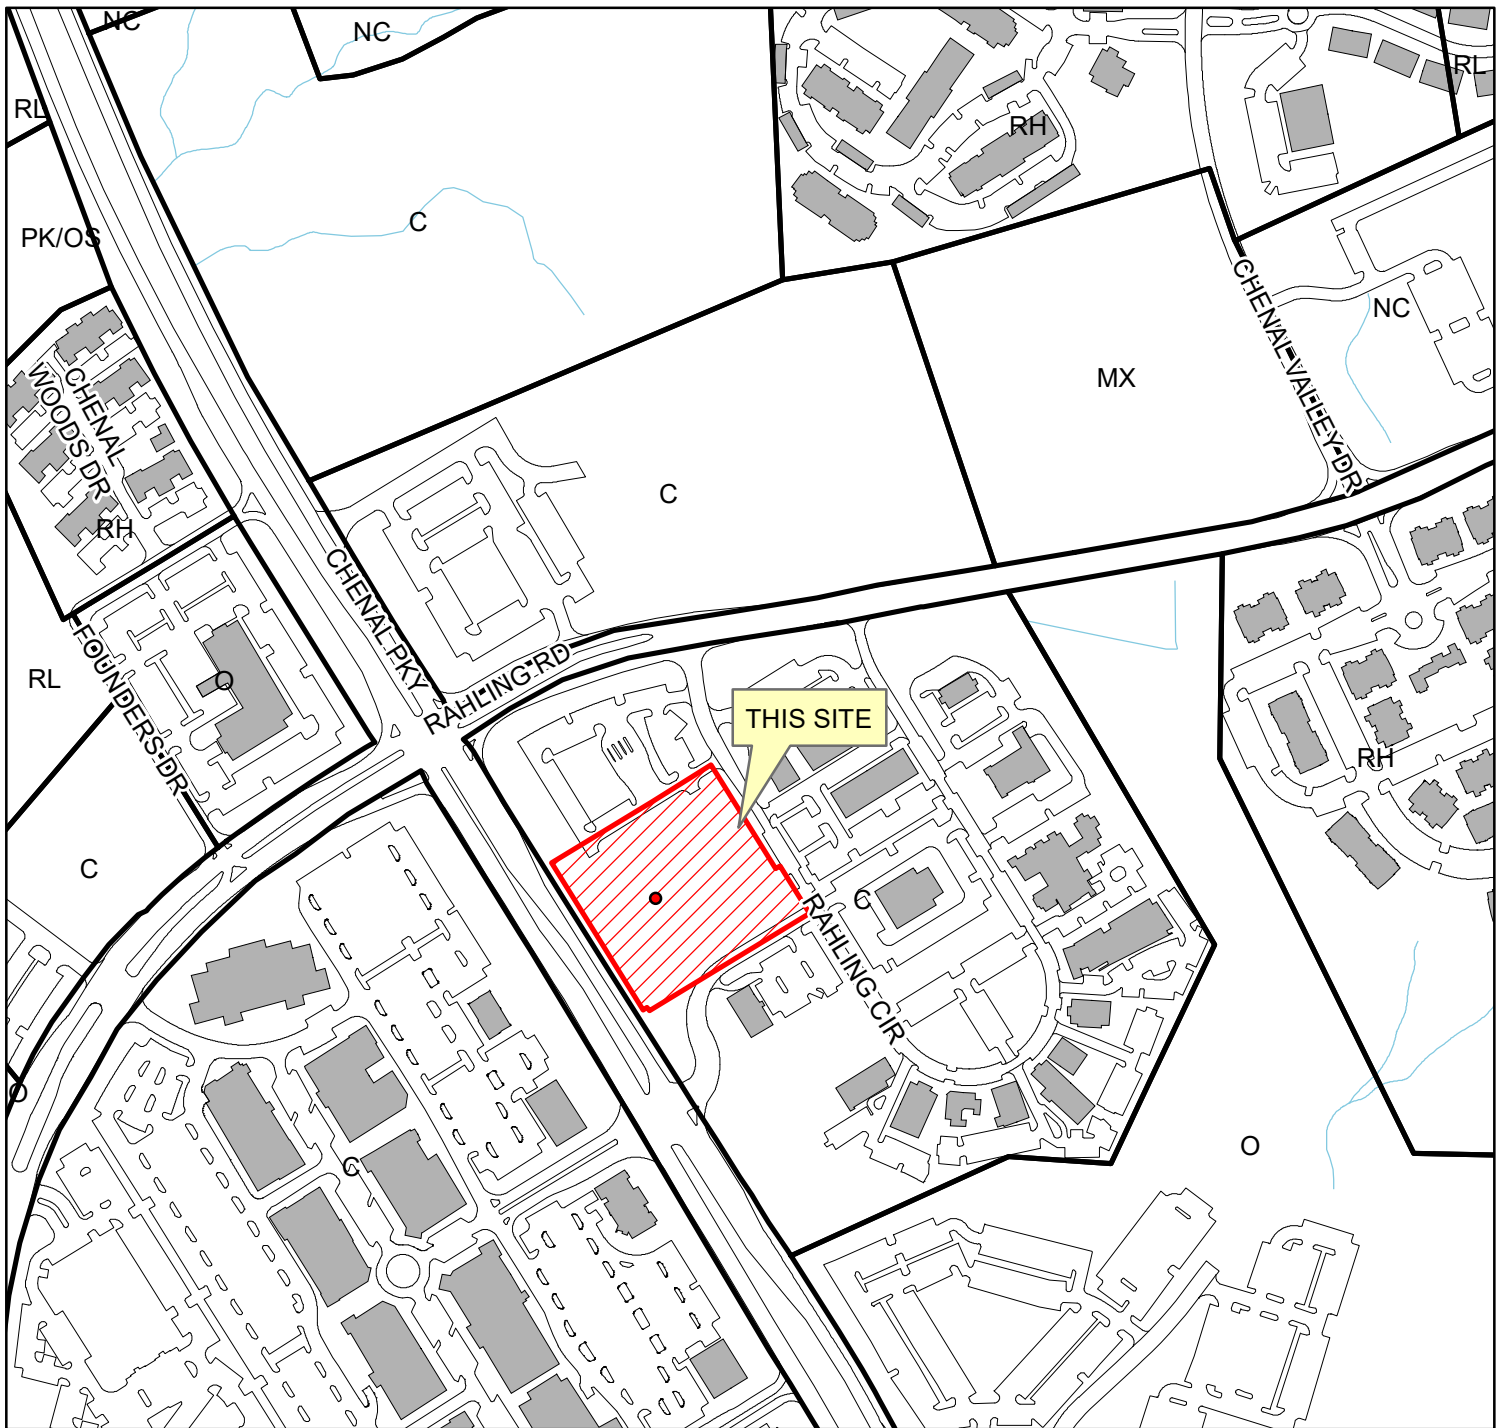 NC
NC
RL
RL
RH
PK/OS
C
CHENAL VALLEY DR
NC
MX
CHENAL
WOODS DR
C
RH
CHENAL PKY
FOUNDERS DR
RAHLING RD
RL
O
THIS SITE
RH
C
C
RAHLING CIR
O
C
O